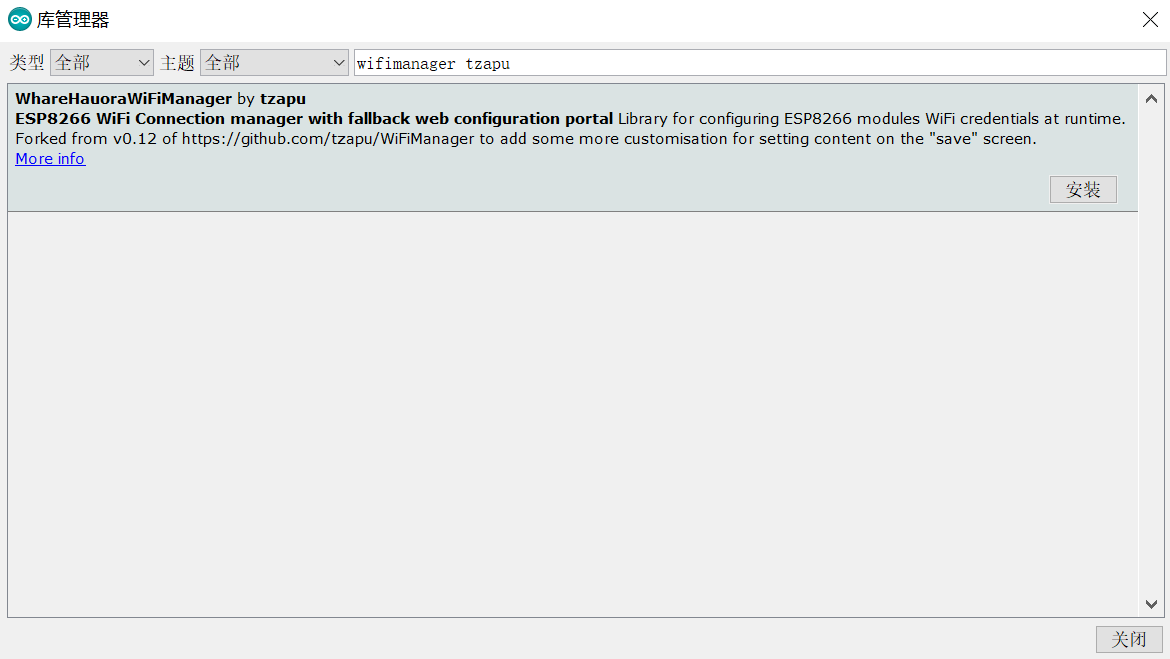 库管理器
类型 全部 主题 全部 wifimanager tzapu
WhareHauoraWiFiManager by tzapu
ESP8266 WiFi Connection manager with fallback web configuration portal Library for configuring ESP8266 modules WiFi credentials at runtime.
Forked from v0.12 of https://github.com/tzapu/WiFiManager to add some more customisation for setting content on the "save" screen.
More info
安装
关闭